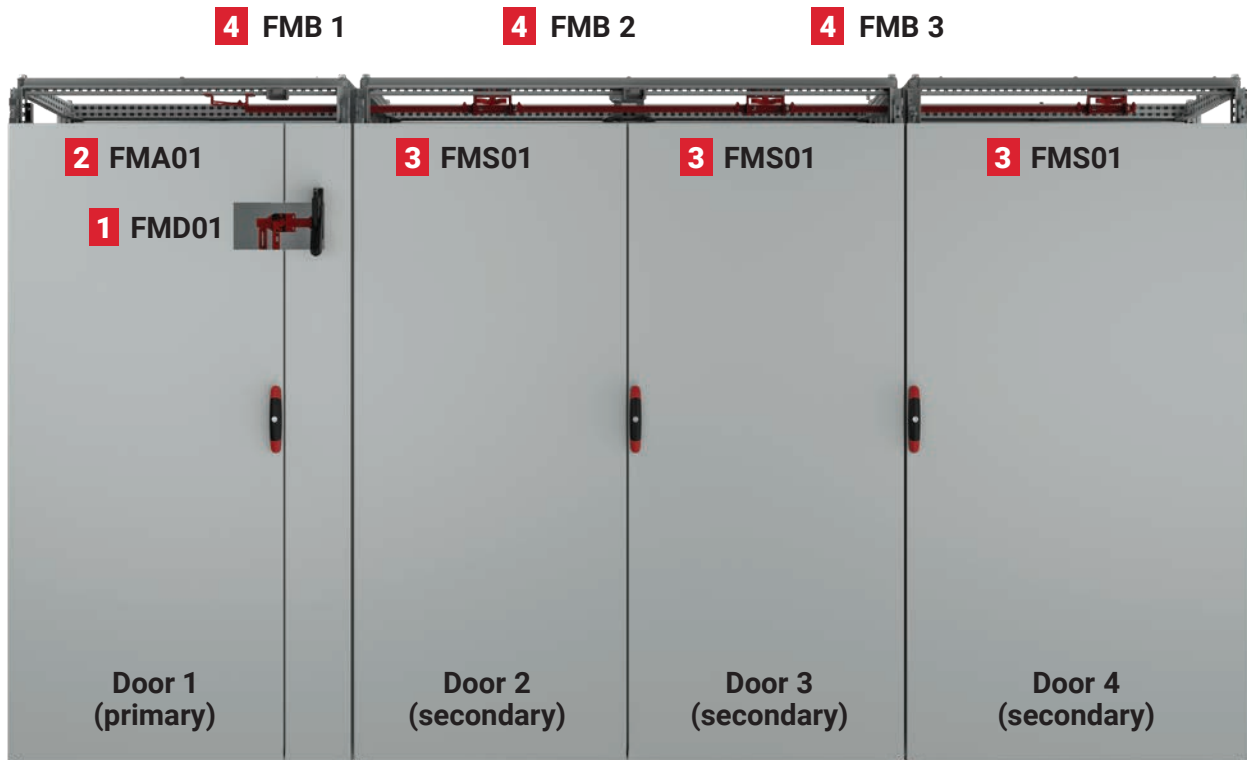 4 FMB 1
4 FMB 2
4 FMB 3
2 FMA01
3 FMS01
3 FMS01
3 FMS01
1 FMD01
Door 1
(primary)
Door 2
(secondary)
Door 3
(secondary)
Door 4
(secondary)